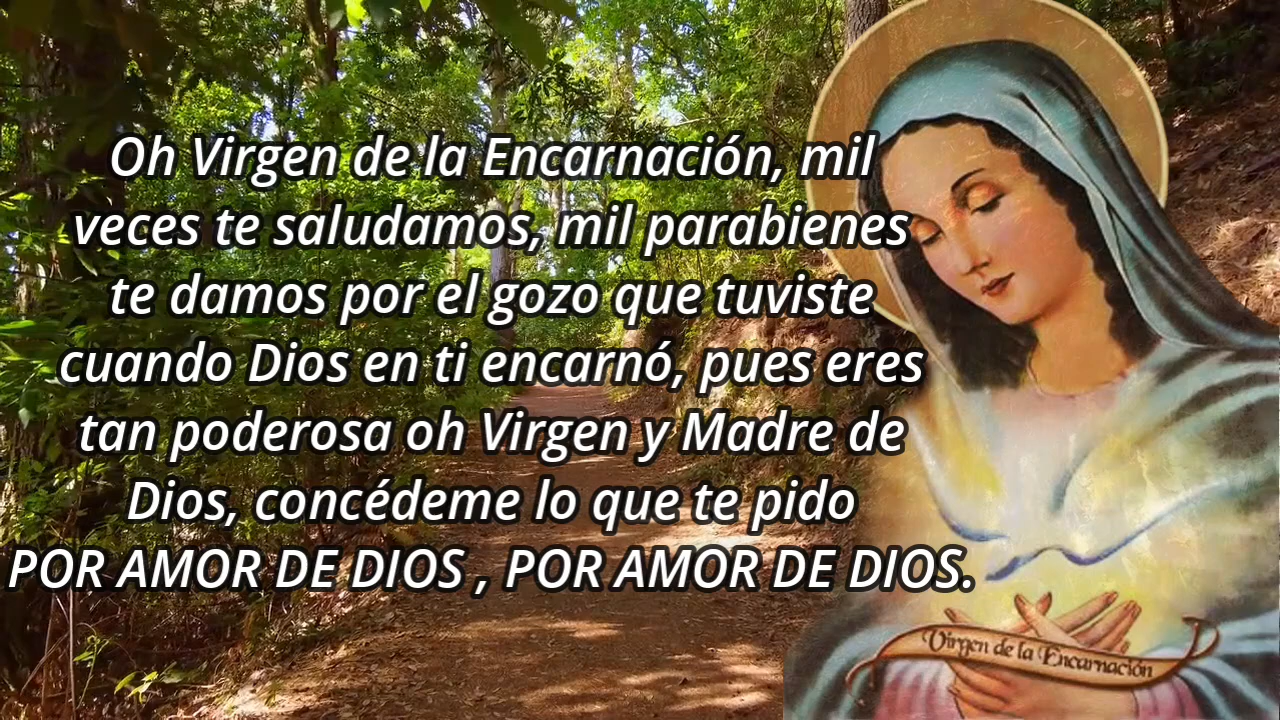 Oh Virgen de la Encarnación, mil
veces te saludamos, mil parabienes
te damos por el gozo que tuviste
cuando Dios en ti encarnó, pues eres
tan poderosa oh Virgen y Madre de
Dios, concédeme lo que te pido
POR AMOR DE DIOS , POR AMOR DE DIOS.
Virgen de la Encarnación